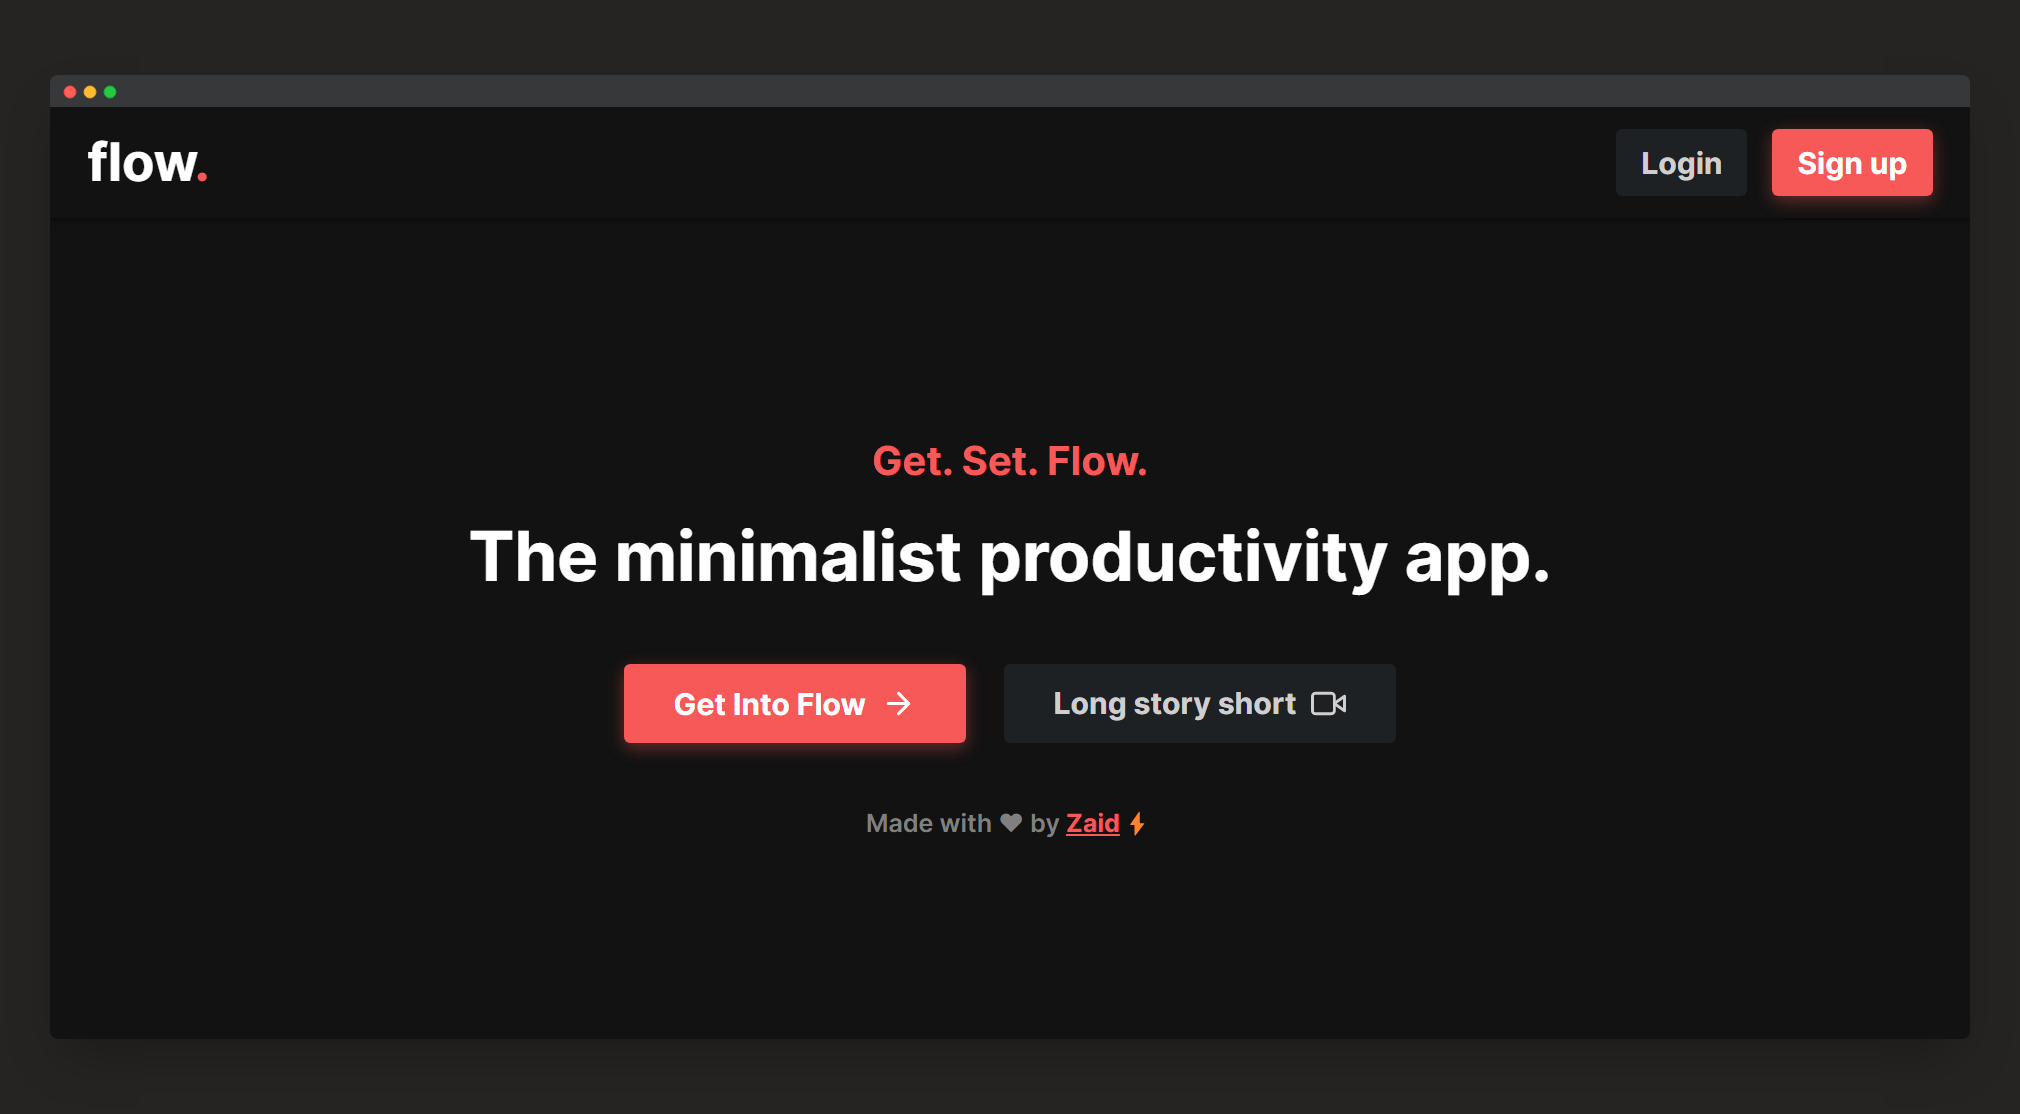 flow.
Login
Sign up
Get. Set. Flow.
The minimalist productivity app.
Get Into Flow →
Long story short
Made with ♥ by Zaid ⚡